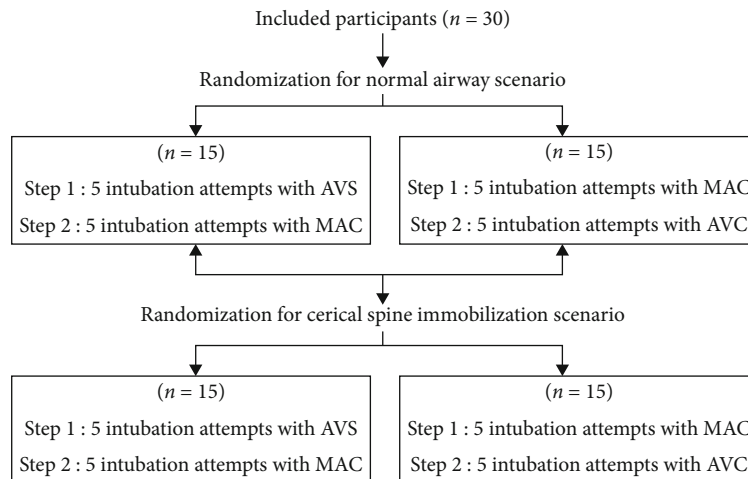 Included participants (n = 30)
Randomization for normal airway scenario
(n = 15)
Step 1 : 5 intubation attempts with AVS
Step 2 : 5 intubation attempts with MAC
(n = 15)
Step 1 : 5 intubation attempts with MAC
Step 2 : 5 intubation attempts with AVC
Randomization for cerical spine immobilization scenario
(n = 15)
Step 1 : 5 intubation attempts with AVS
Step 2 : 5 intubation attempts with MAC
(n = 15)
Step 1 : 5 intubation attempts with MAC
Step 2 : 5 intubation attempts with AVC